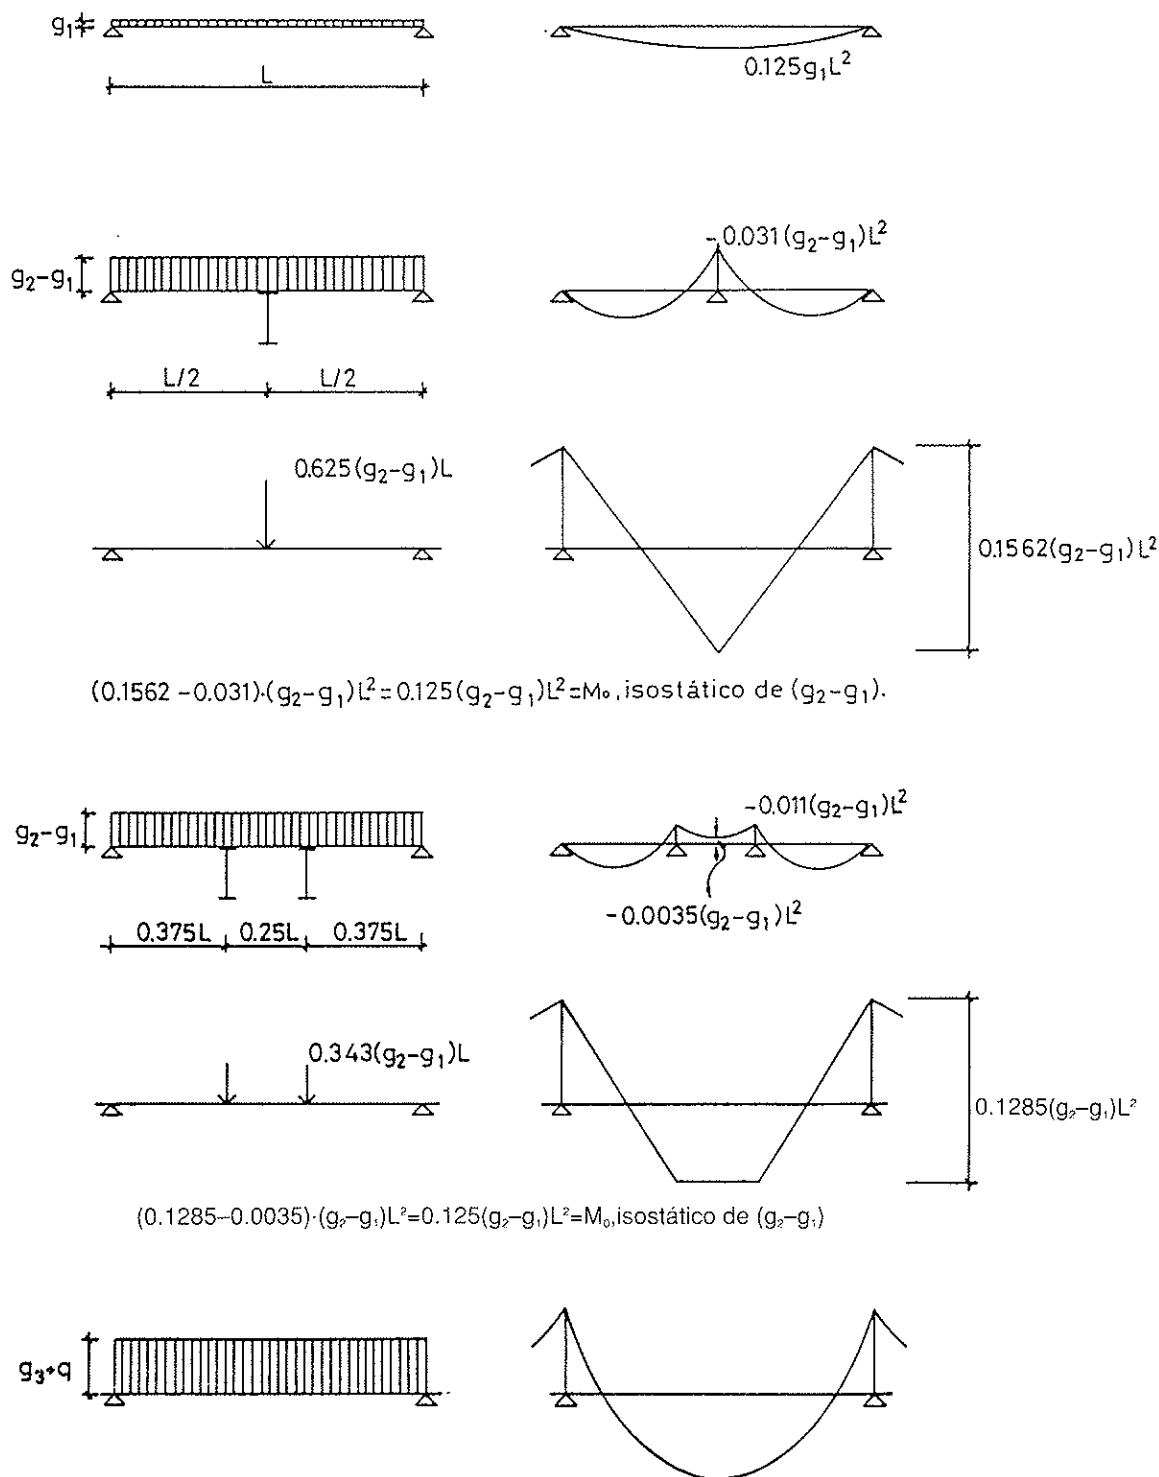 g₁
0.125g₁L²
L
-0.031(g₂-g₁)L²
g₂-g₁
L/2 L/2
0.625(g₂-g₁)L
0.1562(g₂-g₁)L²
(0.1562 -0.031)·(g₂-g₁)L²=0.125(g₂-g₁)L²=M₀, isostático de (g₂-g₁).
g₂-g₁
-0.011(g₂-g₁)L²
-0.0035(g₂-g₁)L²
0.375L 0.25L 0.375L
0.343(g₂-g₁)L
0.1285(g₂–g₁)L²
(0.1285–0.0035)·(g₂–g₁)L²=0.125(g₂–g₁)L²=M₀,isostático de (g₂–g₁)
g₃+q